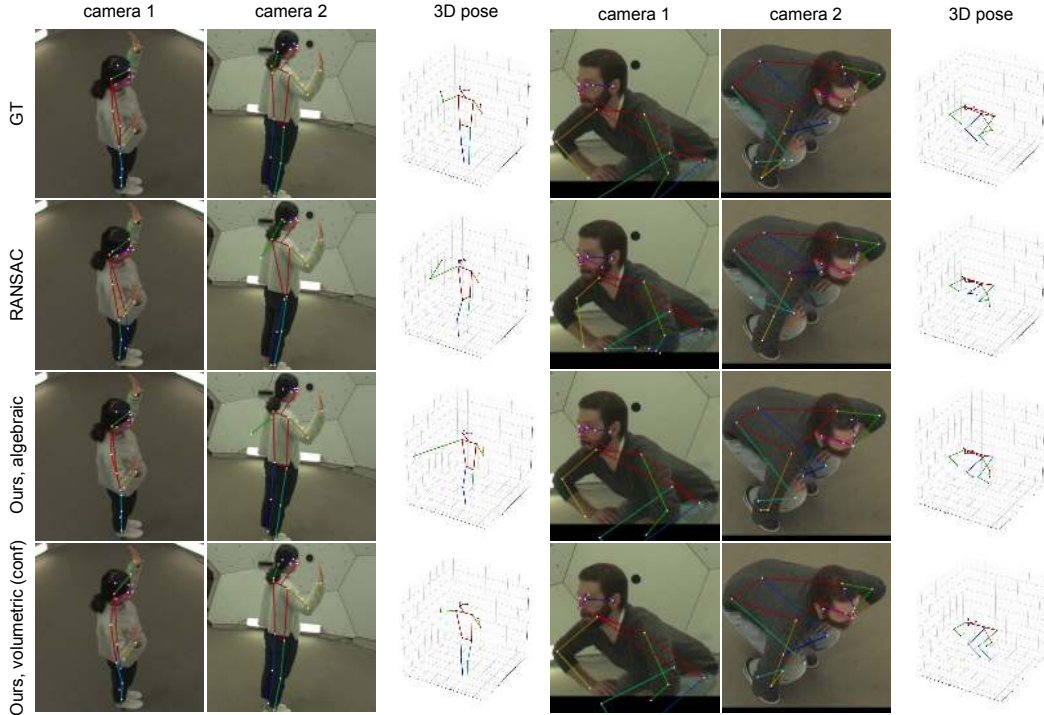 camera 1 camera 2 3D pose camera 1 camera 2 3D pose
GT
RANSAC
Ours, algebraic
Ours, volumetric (conf)